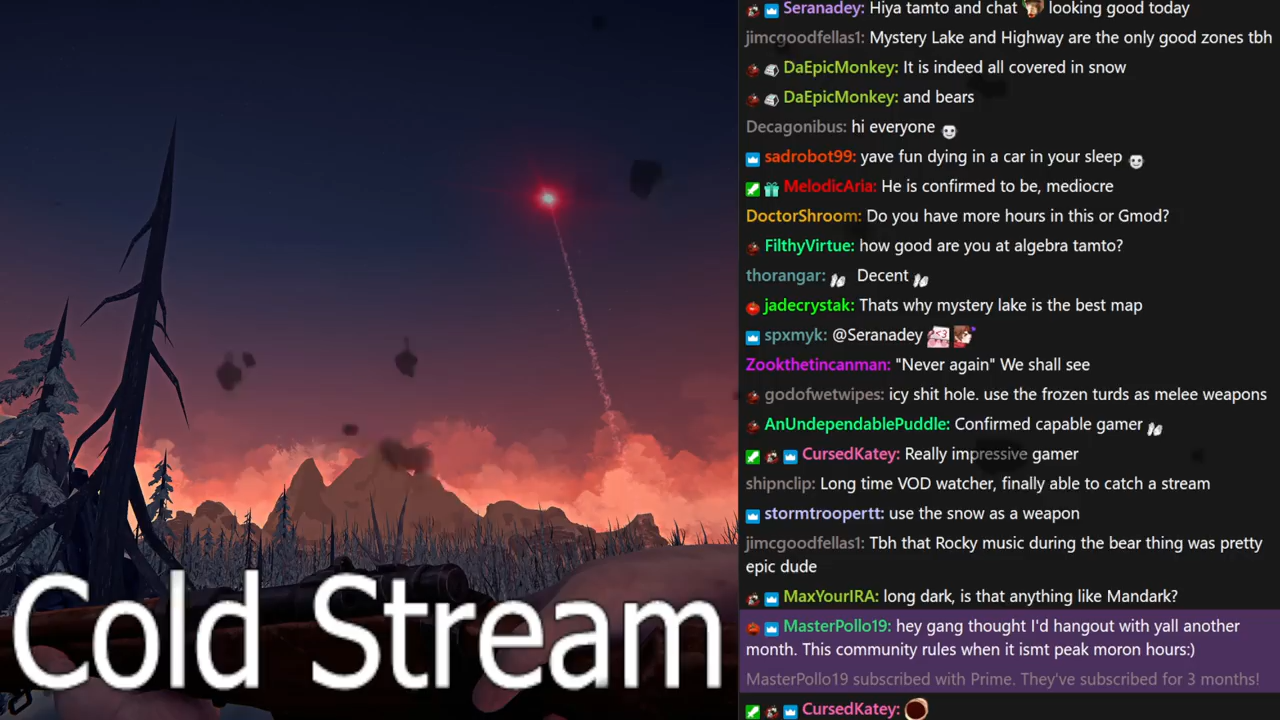 Seranadey: Hiya tamto and chat looking good today
jimcgoodfellas1: Mystery Lake and Highway are the only good zones tbh
DaEpicMonkey: It is indeed all covered in snow
DaEpicMonkey: and bears
Decagonibus: hi everyone
sadrobot99: yave fun dying in a car in your sleep
MelodicAria: He is confirmed to be, mediocre
DoctorShroom: Do you have more hours in this or Gmod?
FilthyVirtue: how good are you at algebra tamto?
thorangar: Decent
jadecrystak: Thats why mystery lake is the best map
spxmyk: @Seranadey
Zookthetincanman: "Never again" We shall see
godofwetwipes: icy shit hole. use the frozen turds as melee weapons
AnUndependablePuddle: Confirmed capable gamer
CursedKatey: Really impressive gamer
shipnclip: Long time VOD watcher, finally able to catch a stream
stormtroopertt: use the snow as a weapon
jimcgoodfellas1: Tbh that Rocky music during the bear thing was pretty
epic dude
MaxYourIRA: long dark, is that anything like Mandark?
MasterPollo19: hey gang thought I'd hangout with yall another
month. This community rules when it ismt peak moron hours:)
MasterPollo19 subscribed with Prime. They've subscribed for 3 months!
CursedKatey:
Cold Stream